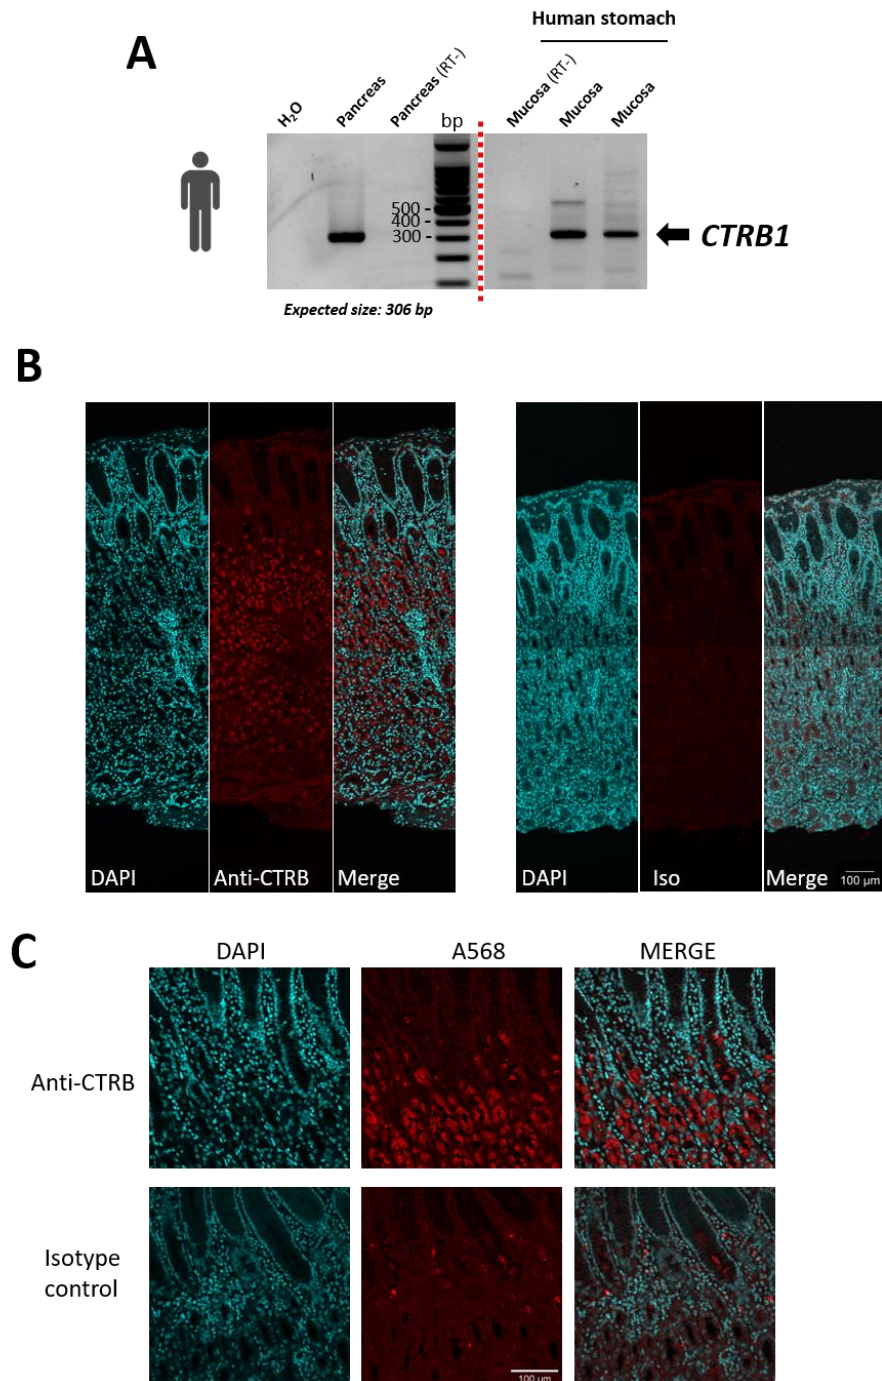 A
Human stomach
H₂O
Pancreas
Pancreas (RT-)
bp
Mucosa (RT-)
Mucosa
Mucosa
500 -
400 -
300 -
CTRB1
Expected size: 306 bp
B
DAPI
Anti-CTRB
Merge
DAPI
Iso
Merge
100 µm
C
DAPI
A568
MERGE
Anti-CTRB
Isotype
control
100 µm